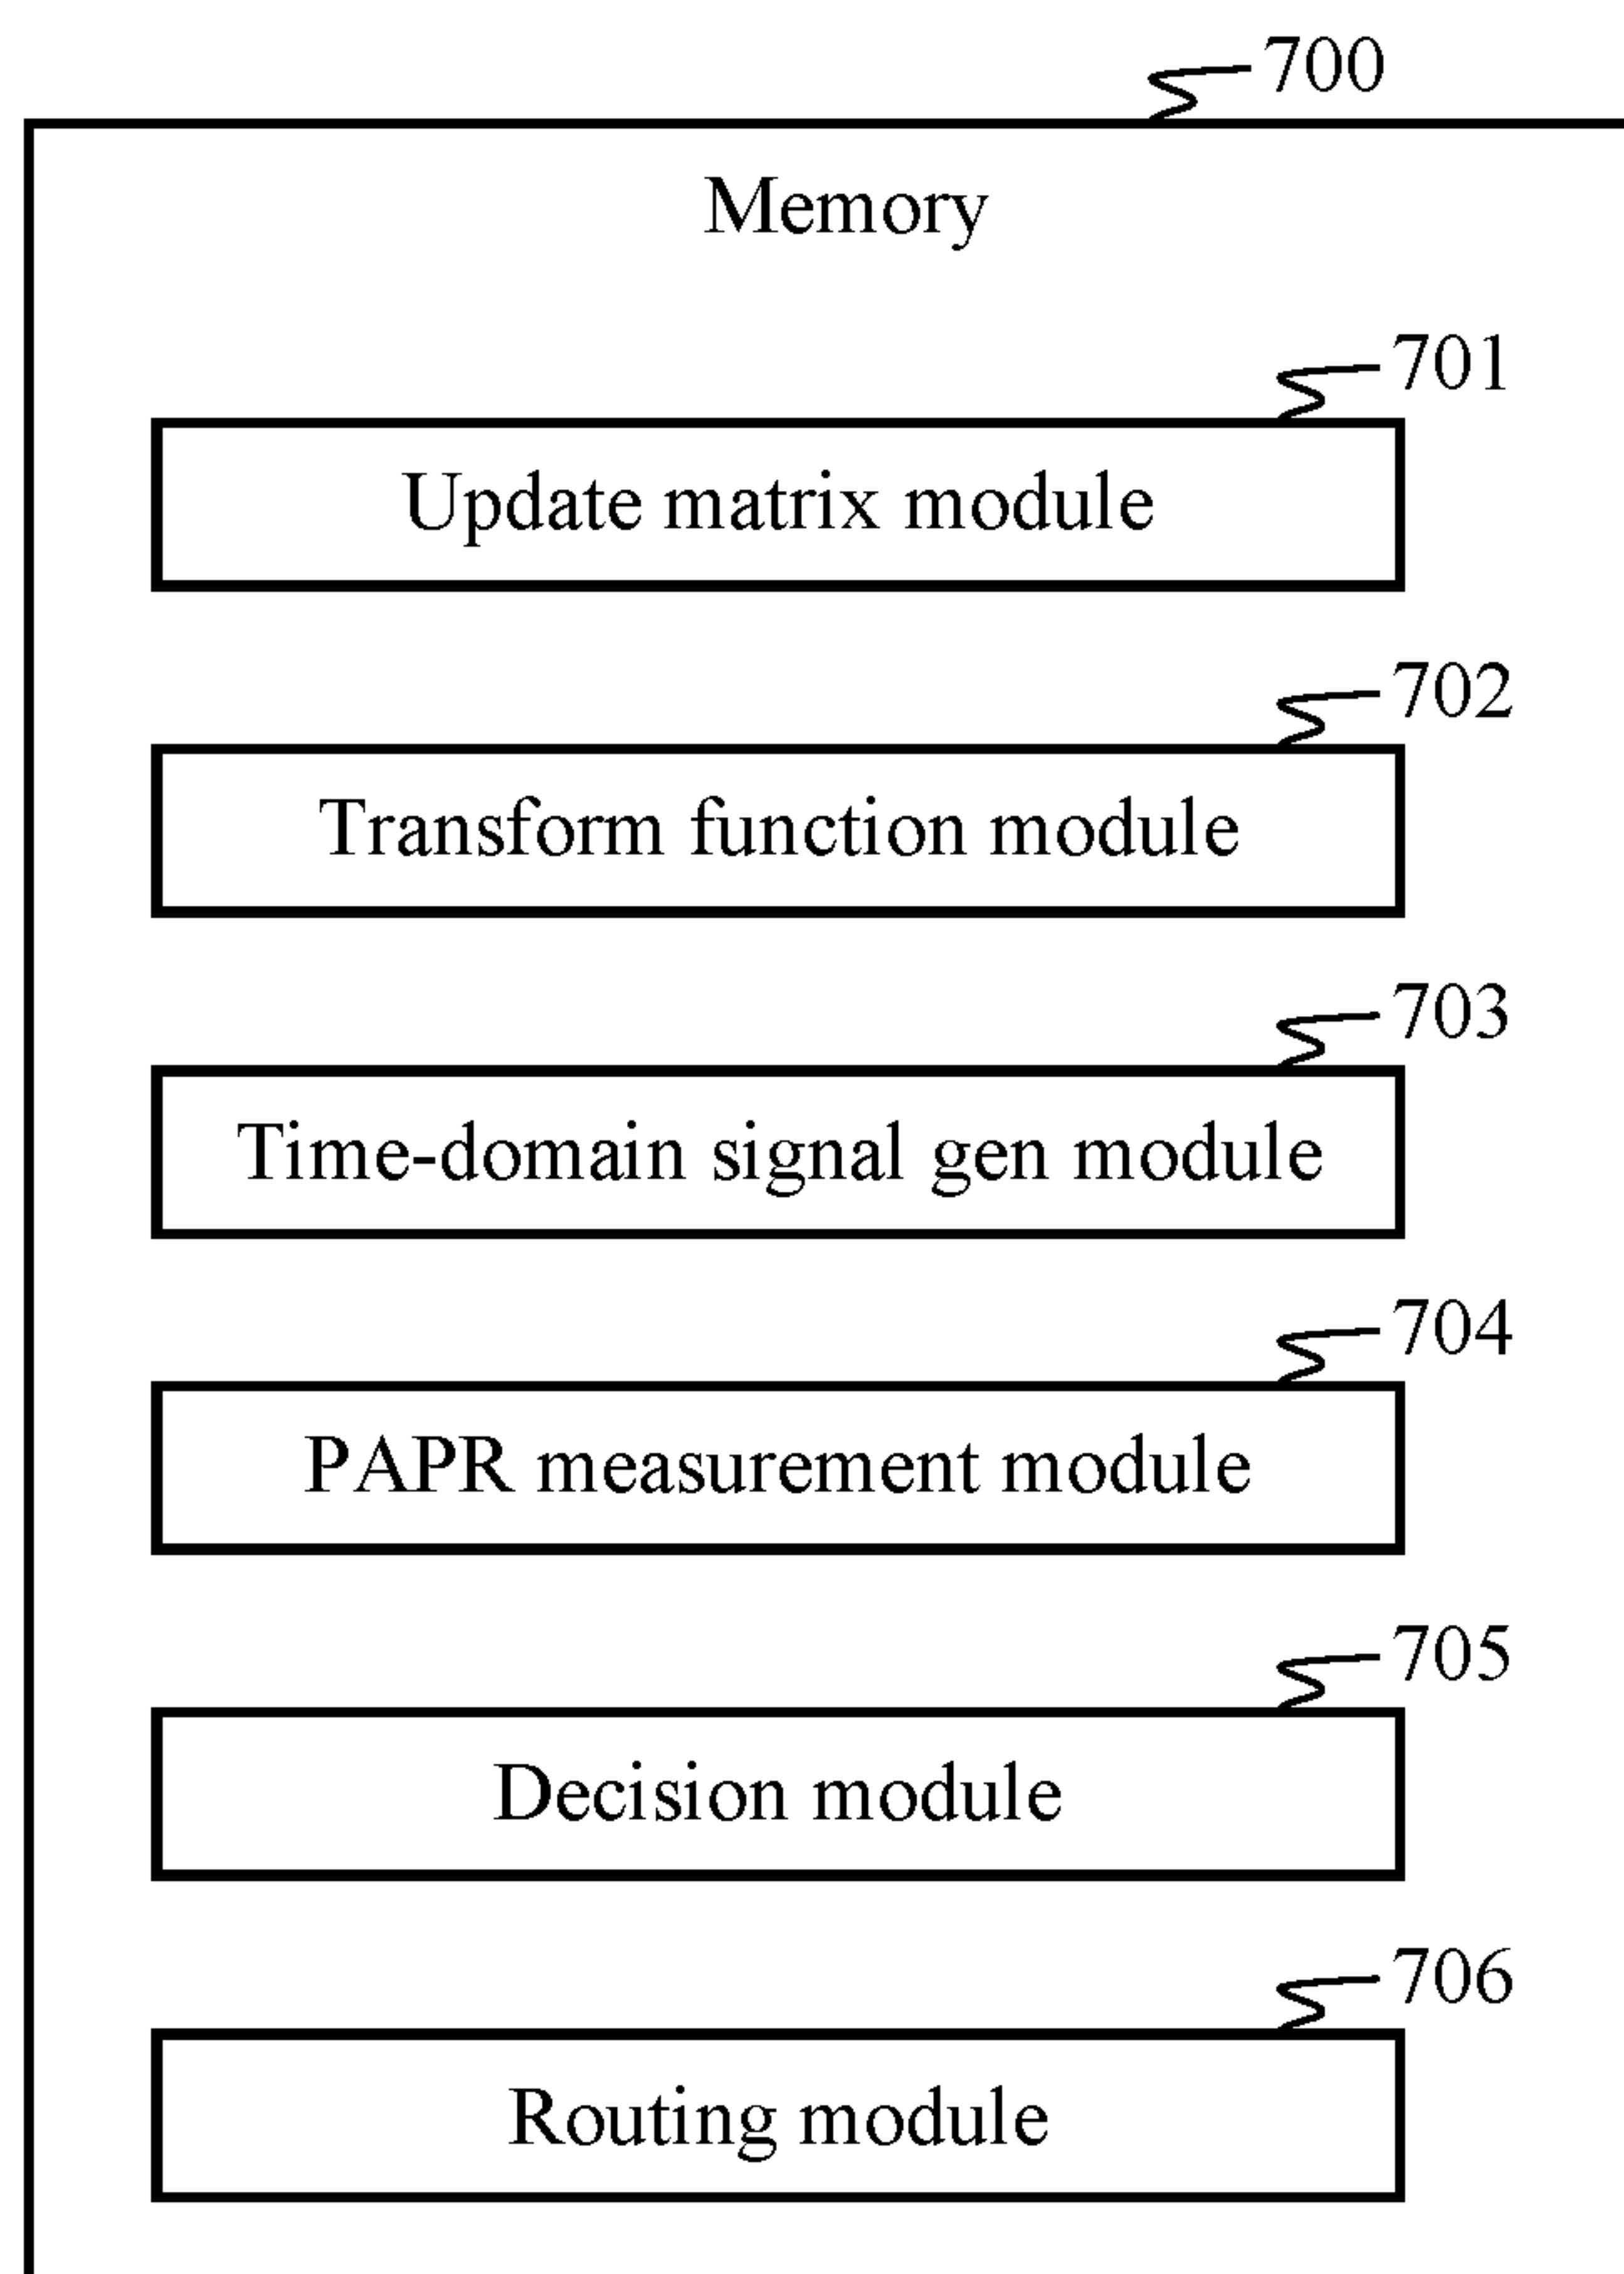 700
Memory
701
Update matrix module
702
Transform function module
703
Time-domain signal gen module
704
PAPR measurement module
705
Decision module
706
Routing module